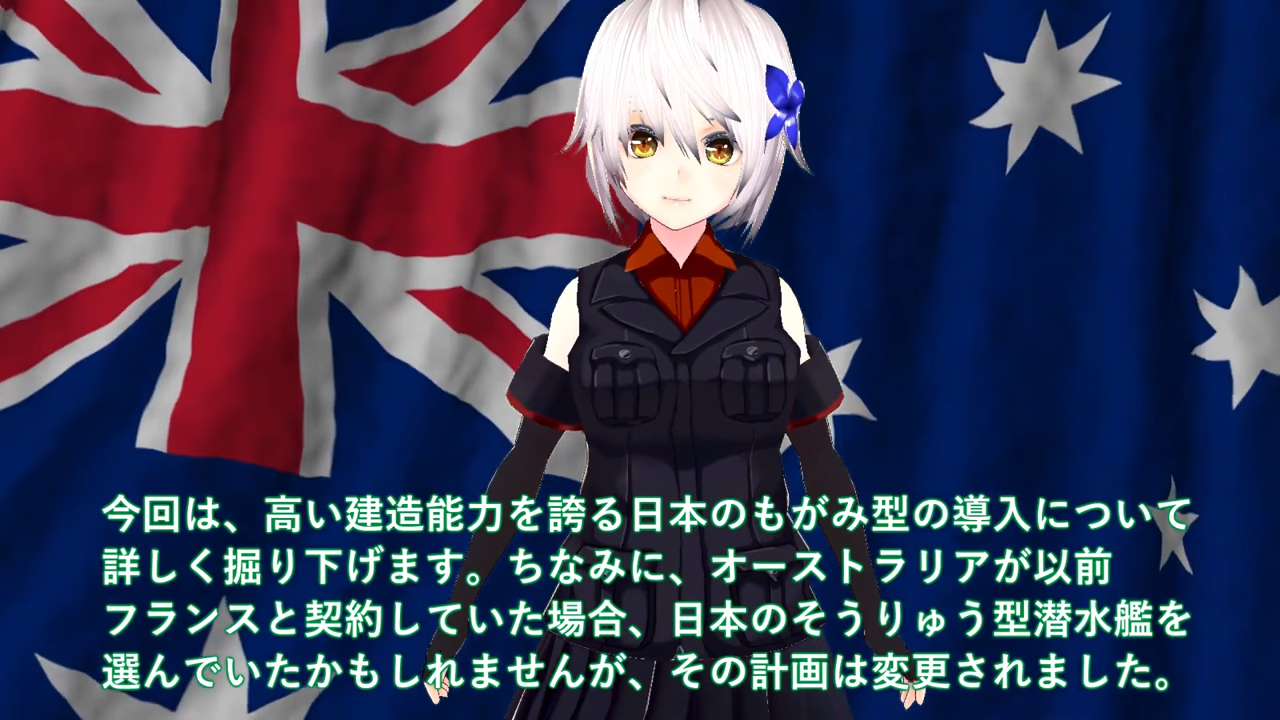 今回は、高い建造能力を誇る日本のもがみ型の導入について
詳しく掘り下げます。ちなみに、オーストラリアが以前
フランスと契約していた場合、日本のそうりゅう型潜水艦を
選んでいたかもしれませんが、その計画は変更されました。